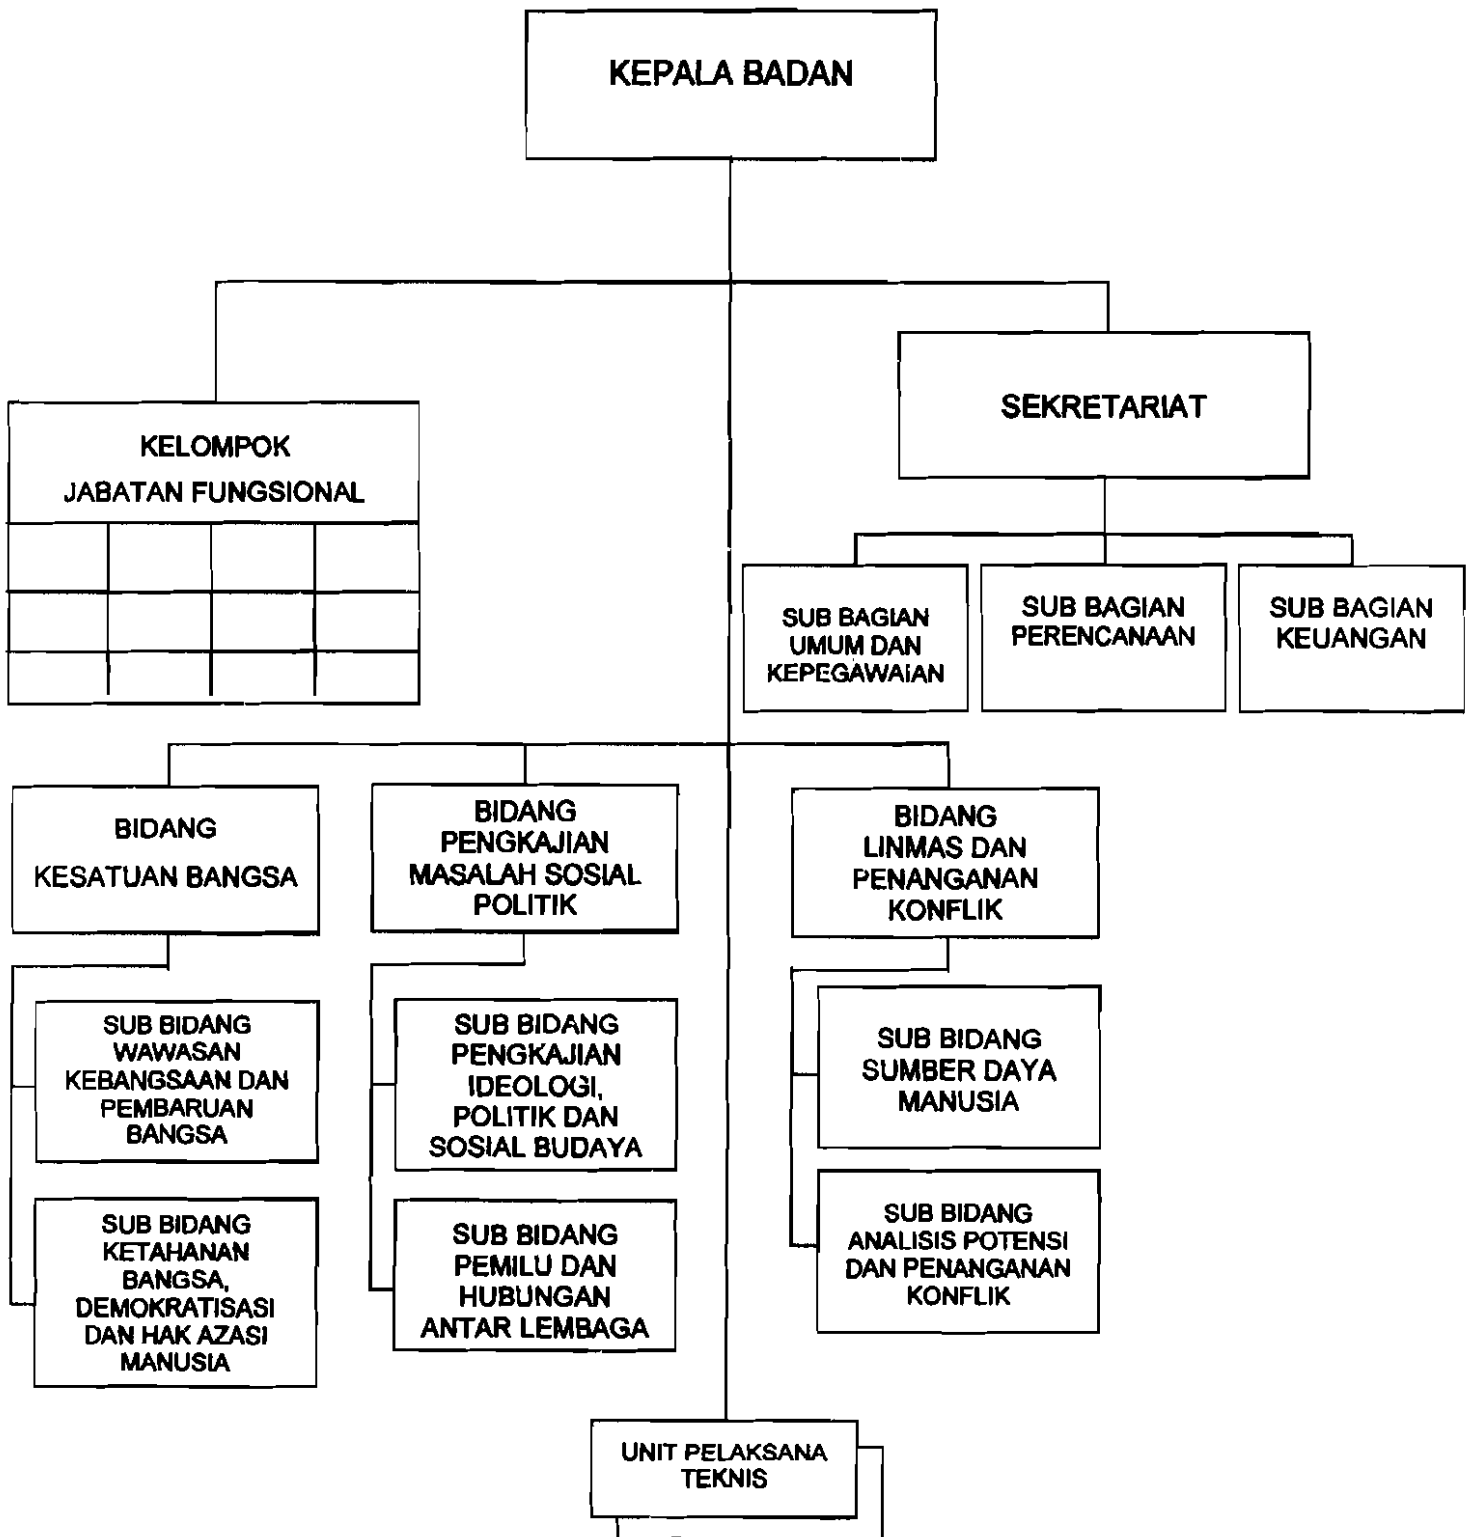 KEPALA BADAN
SEKRETARIAT
KELOMPOK
JABATAN FUNGSIONAL
SUB BAGIAN
UMUM DAN
KEPEGAWAIAN
SUB BAGIAN
PERENCANAAN
SUB BAGIAN
KEUANGAN
BIDANG
KESATUAN BANGSA
BIDANG
PENGKAJIAN
MASALAH SOSIAL
POLITIK
BIDANG
LINMAS DAN
PENANGANAN
KONFLIK
SUB BIDANG
WAWASAN
KEBANGSAAN DAN
PEMBARUAN
BANGSA
SUB BIDANG
PENGKAJIAN
IDEOLOGI,
POLITIK DAN
SOSIAL BUDAYA
SUB BIDANG
SUMBER DAYA
MANUSIA
SUB BIDANG
KETAHANAN
BANGSA,
DEMOKRATISASI
DAN HAK AZASI
MANUSIA
SUB BIDANG
PEMILU DAN
HUBUNGAN
ANTAR LEMBAGA
SUB BIDANG
ANALISIS POTENSI
DAN PENANGANAN
KONFLIK
UNIT PELAKSANA
TEKNIS